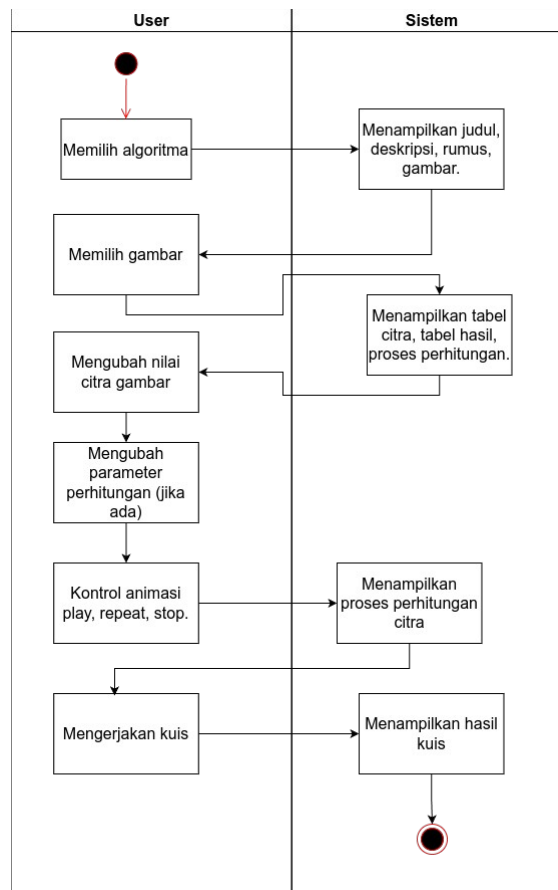 User
Sistem
Memilih algoritma
Menampilkan judul,
deskripsi, rumus,
gambar.
Memilih gambar
Menampilkan tabel
citra, tabel hasil,
proses perhitungan.
Mengubah nilai
citra gambar
Mengubah
parameter
perhitungan (jika
ada)
Kontrol animasi
play, repeat, stop.
Menampilkan
proses perhitungan
citra
Mengerjakan kuis
Menampilkan hasil
kuis